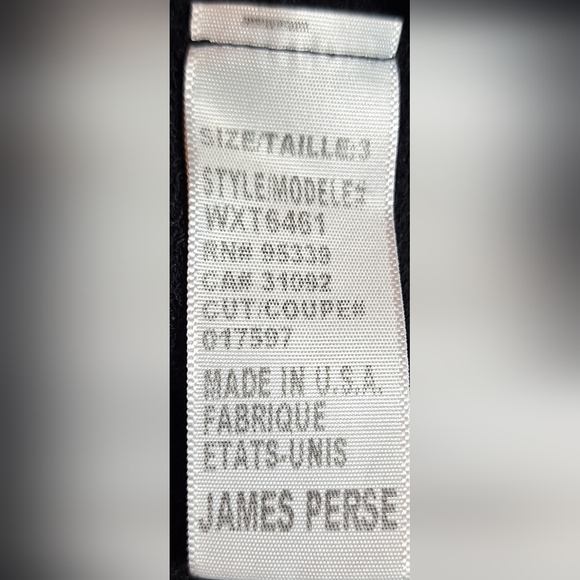 SIZE/TAILLE:3
STYLE/MODELE#
WXT6461
RN# 95339
CA# 31092
CUT/COUPE#
017597
MADE IN U.S.A.
FABRIQUE
ETATS-UNIS
JAMES PERSE